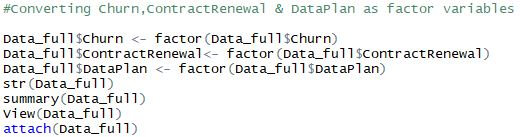 #Converting Churn,ContractRenewal & DataPlan as factor variables
Data_full$Churn <- factor(Data_full$Churn)
Data_full$ContractRenewal<- factor(Data_full$ContractRenewal)
Data_full$DataPlan <- factor(Data_full$DataPlan)
str(Data_full)
summary(Data_full)
View(Data_full)
attach(Data_full)